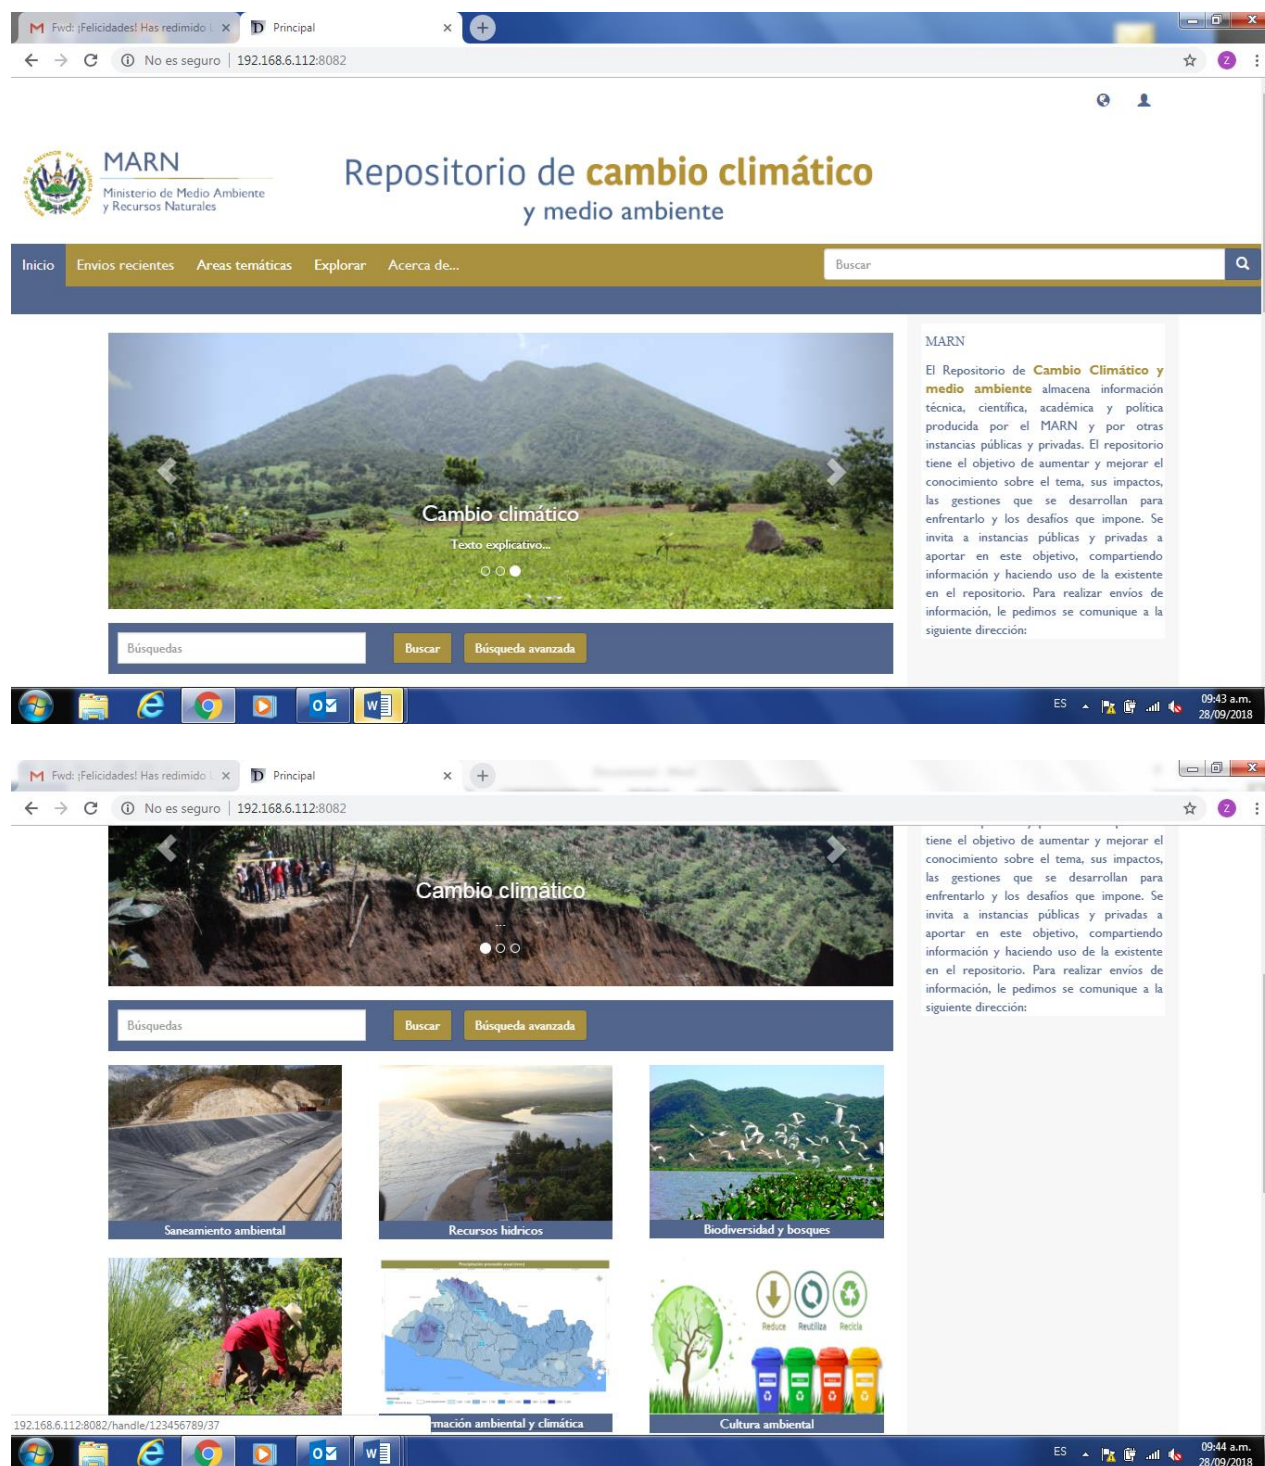 Fwd: ¡Felicidades! Has redimido
Principal
No es seguro | 192.168.6.112:8082
Z
MARN
Ministerio de Medio Ambiente
y Recursos Naturales
Repositorio de cambio climático
y medio ambiente
Inicio Envios recientes Areas temáticas Explorar Acerca de... Buscar
Cambio climático
Texto explicativo...
Búsquedas Buscar Búsqueda avanzada
MARN
El Repositorio de Cambio Climático y
medio ambiente almacena información
técnica, científica, académica y política
producida por el MARN y por otras
instancias públicas y privadas. El repositorio
tiene el objetivo de aumentar y mejorar el
conocimiento sobre el tema, sus impactos,
las gestiones que se desarrollan para
enfrentarlo y los desafíos que impone. Se
invita a instancias públicas y privadas a
aportar en este objetivo, compartiendo
información y haciendo uso de la existente
en el repositorio. Para realizar envíos de
información, le pedimos se comunique a la
siguiente dirección:
ES 09:43 a.m.
28/09/2018
Fwd: ¡Felicidades! Has redimido
Principal
No es seguro | 192.168.6.112:8082
Z
Cambio climático
...
Búsquedas Buscar Búsqueda avanzada
tiene el objetivo de aumentar y mejorar el
conocimiento sobre el tema, sus impactos,
las gestiones que se desarrollan para
enfrentarlo y los desafíos que impone. Se
invita a instancias públicas y privadas a
aportar en este objetivo, compartiendo
información y haciendo uso de la existente
en el repositorio. Para realizar envíos de
información, le pedimos se comunique a la
siguiente dirección:
Saneamiento ambiental
Recursos hídricos
Biodiversidad y bosques
Reduce Reutiliza Recicla
rmación ambiental y climática
Cultura ambiental
192.168.6.112:8082/handle/123456789/37
ES 09:44 a.m.
28/09/2018